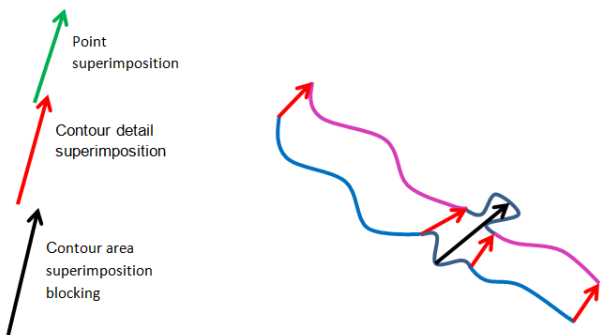 Point
superimposition
Contour detail
superimposition
Contour area
superimposition
blocking